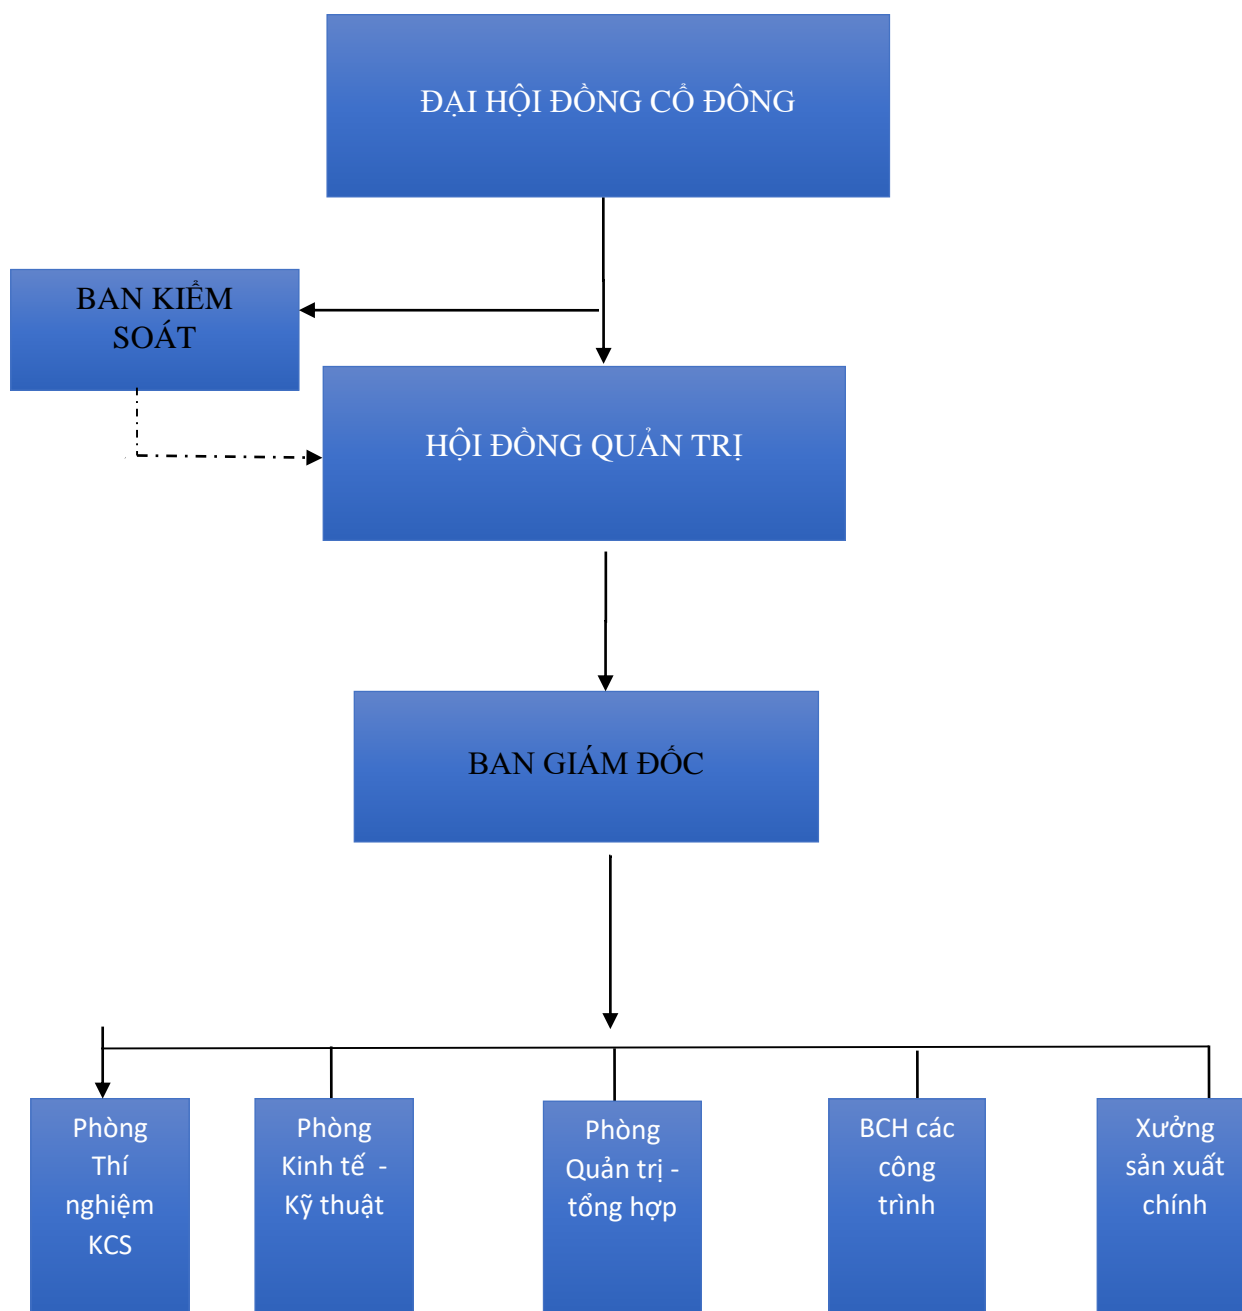 ĐẠI HỘI ĐỒNG CỔ ĐÔNG
BAN KIỂM
SOÁT
HỘI ĐỒNG QUẢN TRỊ
BAN GIÁM ĐỐC
Phòng
Thí
nghiệm
KCS
Phòng
Kinh tế -
Kỹ thuật
Phòng
Quản trị -
tổng hợp
BCH các
công
trình
Xưởng
sản xuất
chính